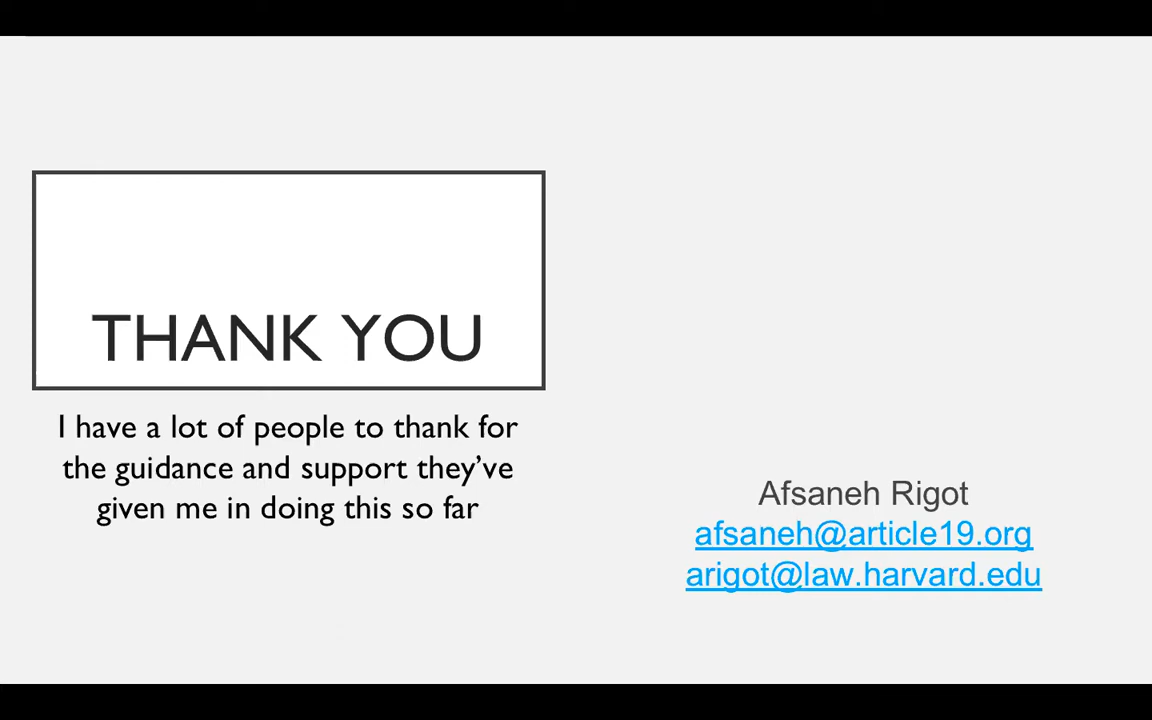 THANK YOU
I have a lot of people to thank for
the guidance and support they’ve
given me in doing this so far
Afsaneh Rigot
afsaneh@article19.org
arigot@law.harvard.edu